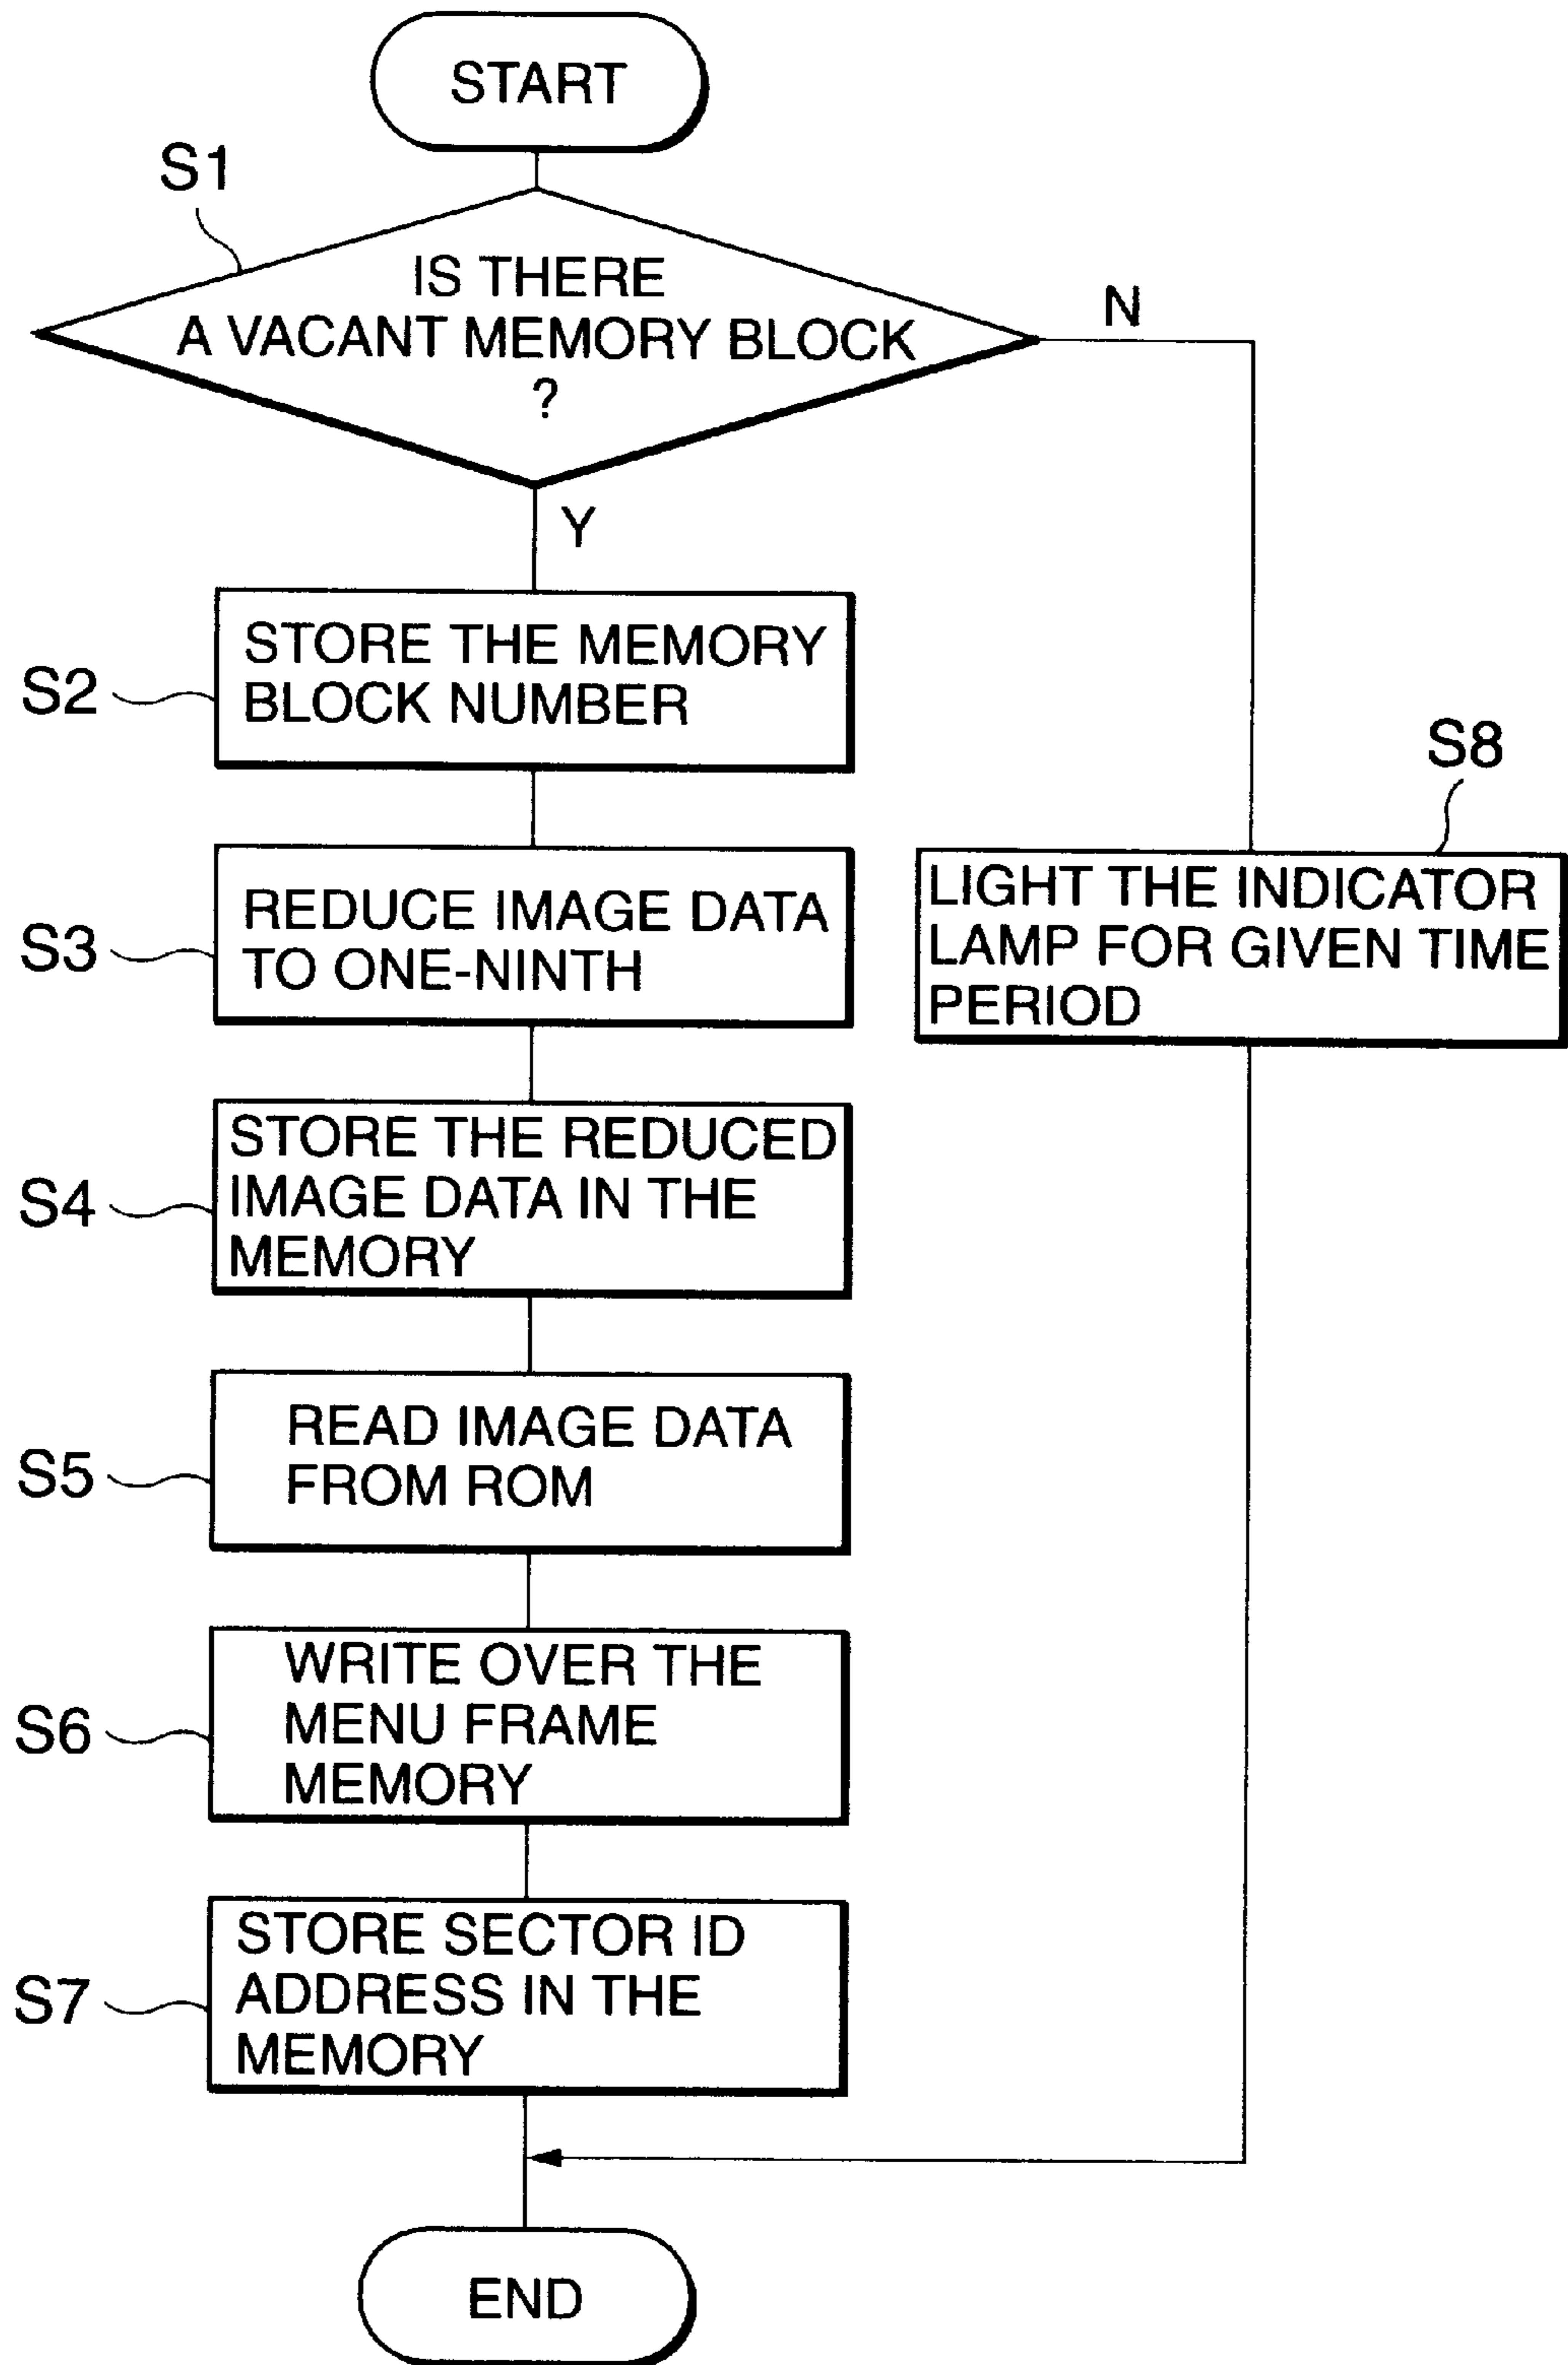 START
S1
IS THERE
A VACANT MEMORY BLOCK
?
N
Y
S2
STORE THE MEMORY
BLOCK NUMBER
S3
REDUCE IMAGE DATA
TO ONE-NINTH
S8
LIGHT THE INDICATOR
LAMP FOR GIVEN TIME
PERIOD
S4
STORE THE REDUCED
IMAGE DATA IN THE
MEMORY
S5
READ IMAGE DATA
FROM ROM
S6
WRITE OVER THE
MENU FRAME
MEMORY
S7
STORE SECTOR ID
ADDRESS IN THE
MEMORY
END